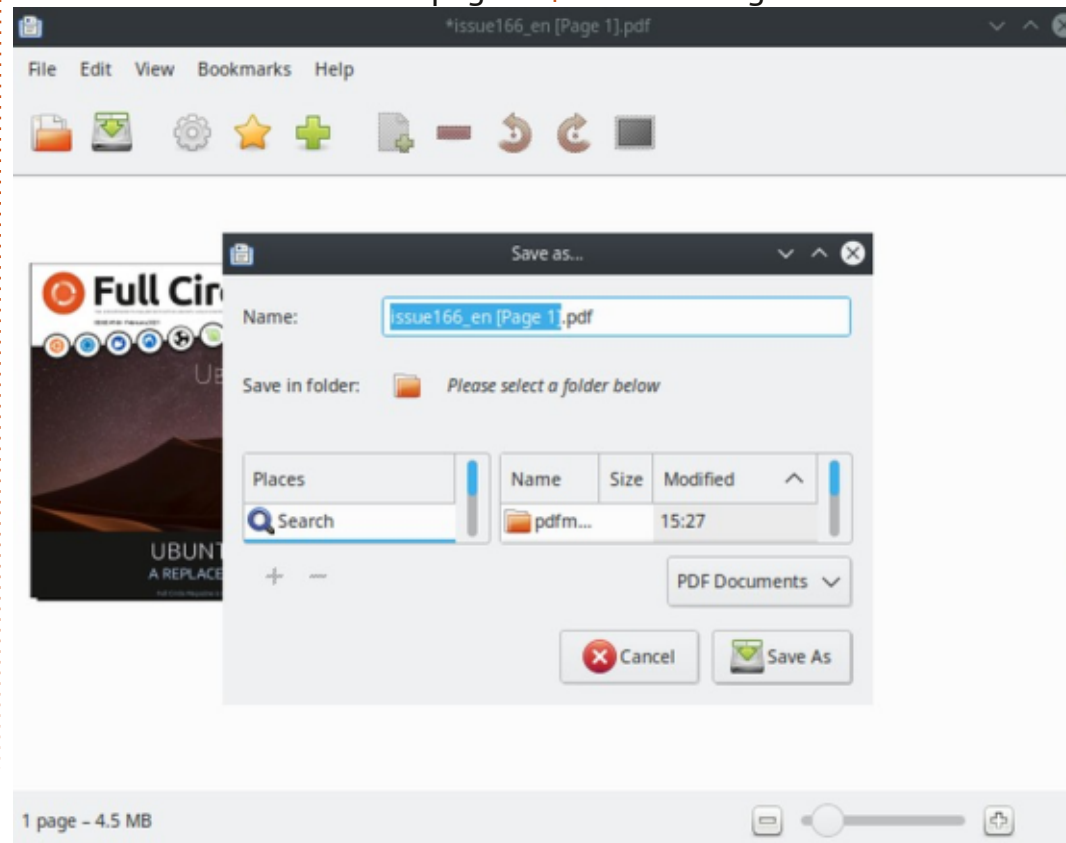 *issue166_en [Page 1].pdf
File Edit View Bookmarks Help
Save as...
Full Cir
Name: issue166_en [Page 1].pdf
Save in folder: Please select a folder below
Places
Name Size Modified
Search
pdfm... 15:27
UBUNT
A REPLACE
PDF Documents
Cancel Save As
1 page – 4.5 MB